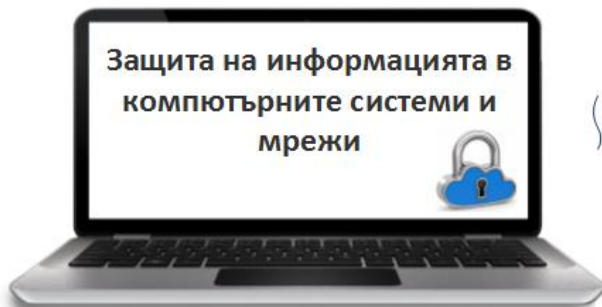 Защита на информацията в
компютърните системи и
мрежи